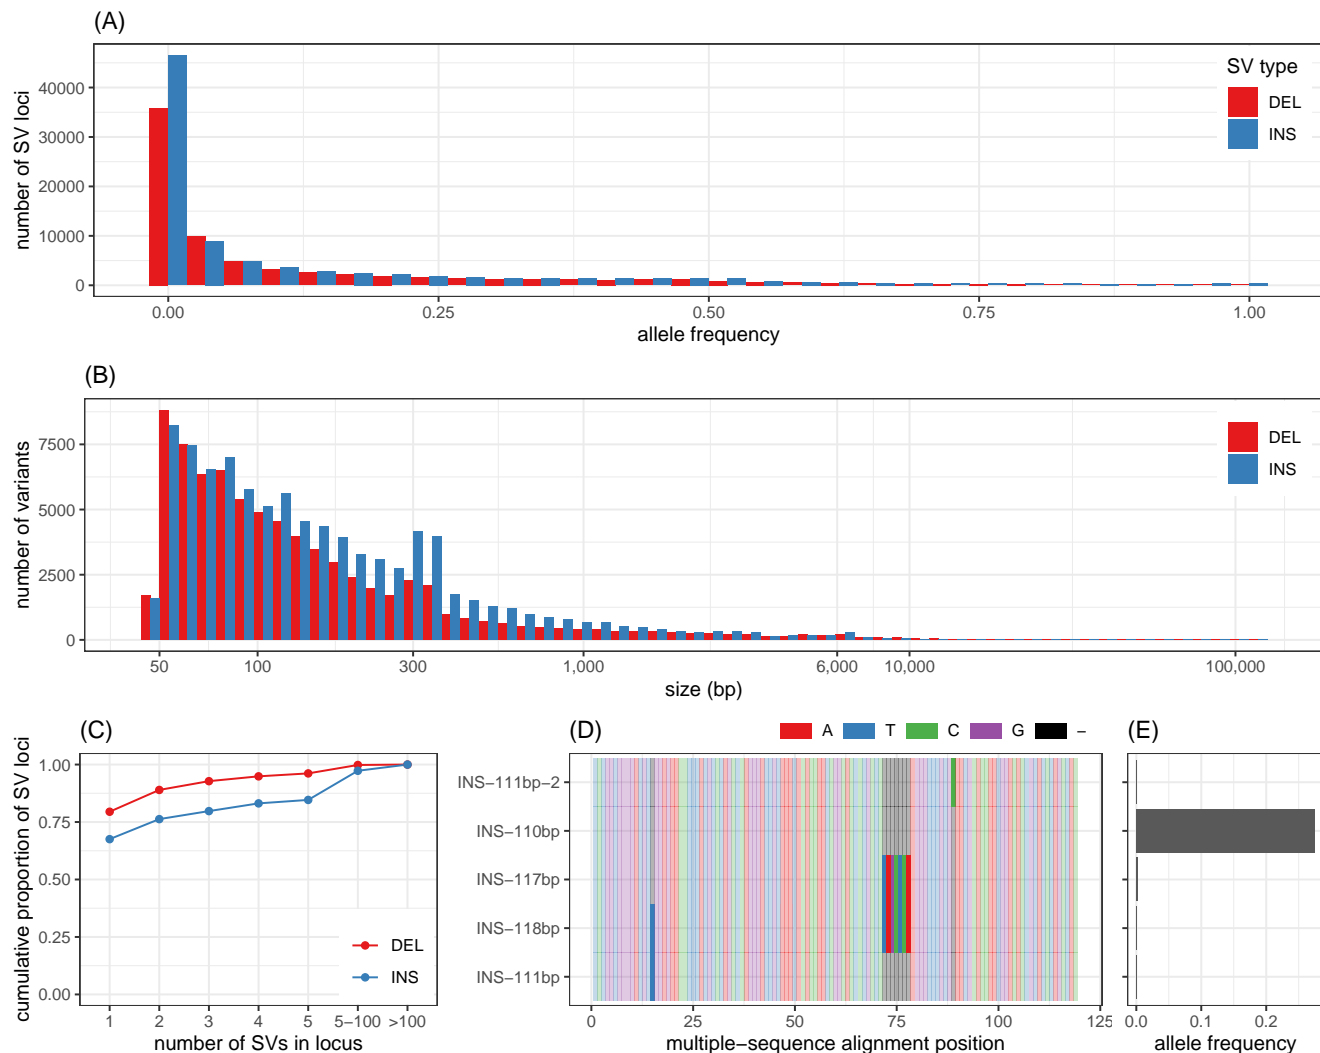 (A)
number of SV loci
40000
30000
20000
10000
0
SV type
DEL
INS
0.00 0.25 0.50 0.75 1.00
allele frequency
(B)
number of variants
7500
5000
2500
0
DEL
INS
50 100 300 1,000 6,000 10,000 100,000
size (bp)
(C)
cumulative proportion of SV loci
1.00
0.75
0.50
0.25
0.00
DEL
INS
1 2 3 4 5 5−100 >100
number of SVs in locus
(D)
A T C G −
INS−111bp−2
INS−110bp
INS−117bp
INS−118bp
INS−111bp
0 25 50 75 100 125
multiple−sequence alignment position
(E)
0.0 0.1 0.2
allele frequency